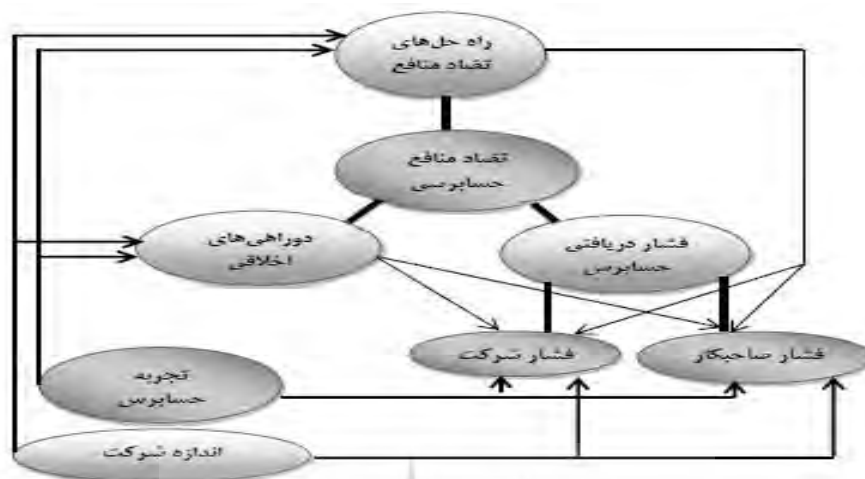 راه حل‌های
تضاد منافع
تضاد منافع
حسابرسی
دوراهی‌های
اخلاقی
فشار دریافتی
حسابرس
فشار صاحبکار
فشار شرکت
تجربه
حسابرس
اندازه شرکت